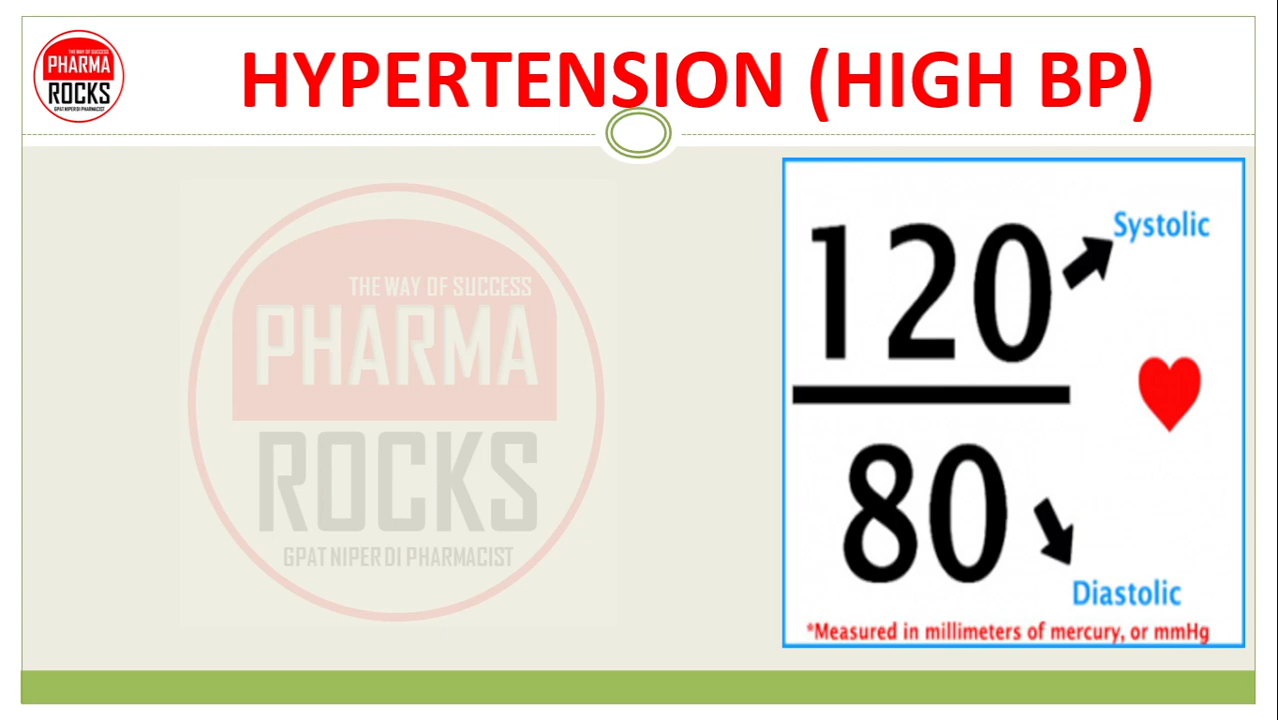 THE WAY OF SUCCESS
PHARMA
ROCKS
GPAT NIPER DI PHARMACIST
HYPERTENSION (HIGH BP)
THE WAY OF SUCCESS
PHARMA
ROCKS
GPAT NIPER DI PHARMACIST
120
Systolic
80
Diastolic
*Measured in millimeters of mercury, or mmHg